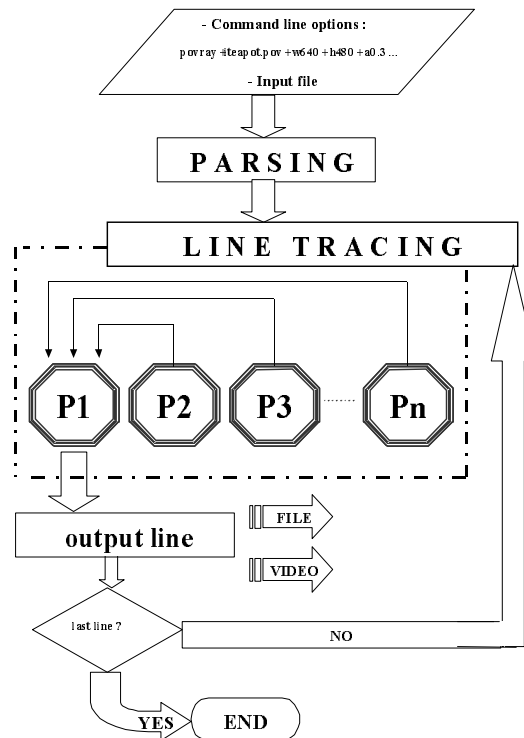 - Command line options :
povray +iteapot.pov +w640 +h480 +a0.3 ...
- Input file
PARSING
LINE TRACING
P1 P2 P3 ........ Pn
output line
FILE
VIDEO
last line ?
NO
YES
END